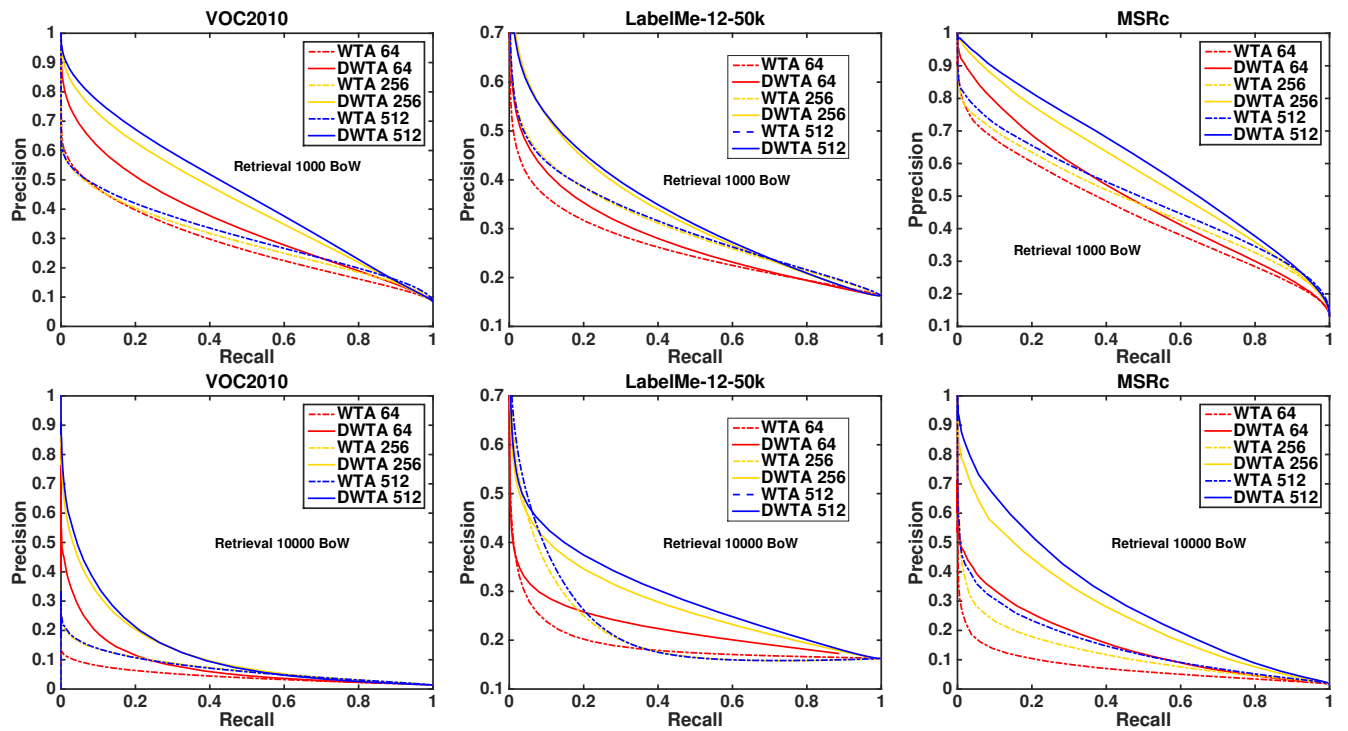 VOC2010
1
0.9
0.8
0.7
0.6
0.5
0.4
0.3
0.2
0.1
0
Precision
WTA 64
DWTA 64
WTA 256
DWTA 256
WTA 512
DWTA 512
Retrieval 1000 BoW
0 0.2 0.4 0.6 0.8 1
Recall
LabelMe-12-50k
0.7
0.6
0.5
0.4
0.3
0.2
0.1
Precision
WTA 64
DWTA 64
WTA 256
DWTA 256
WTA 512
DWTA 512
Retrieval 1000 BoW
0 0.2 0.4 0.6 0.8 1
Recall
MSRc
1
0.9
0.8
0.7
0.6
0.5
0.4
0.3
0.2
0.1
Pprecision
WTA 64
DWTA 64
WTA 256
DWTA 256
WTA 512
DWTA 512
Retrieval 1000 BoW
0 0.2 0.4 0.6 0.8 1
Recall
VOC2010
1
0.9
0.8
0.7
0.6
0.5
0.4
0.3
0.2
0.1
0
Precision
WTA 64
DWTA 64
WTA 256
DWTA 256
WTA 512
DWTA 512
Retrieval 10000 BoW
0 0.2 0.4 0.6 0.8 1
Recall
LabelMe-12-50k
0.7
0.6
0.5
0.4
0.3
0.2
0.1
Precision
WTA 64
DWTA 64
WTA 256
DWTA 256
WTA 512
DWTA 512
Retrieval 10000 BoW
0 0.2 0.4 0.6 0.8 1
Recall
MSRc
1
0.9
0.8
0.7
0.6
0.5
0.4
0.3
0.2
0.1
0
Precision
WTA 64
DWTA 64
WTA 256
DWTA 256
WTA 512
DWTA 512
Retrieval 10000 BoW
0 0.2 0.4 0.6 0.8 1
Recall